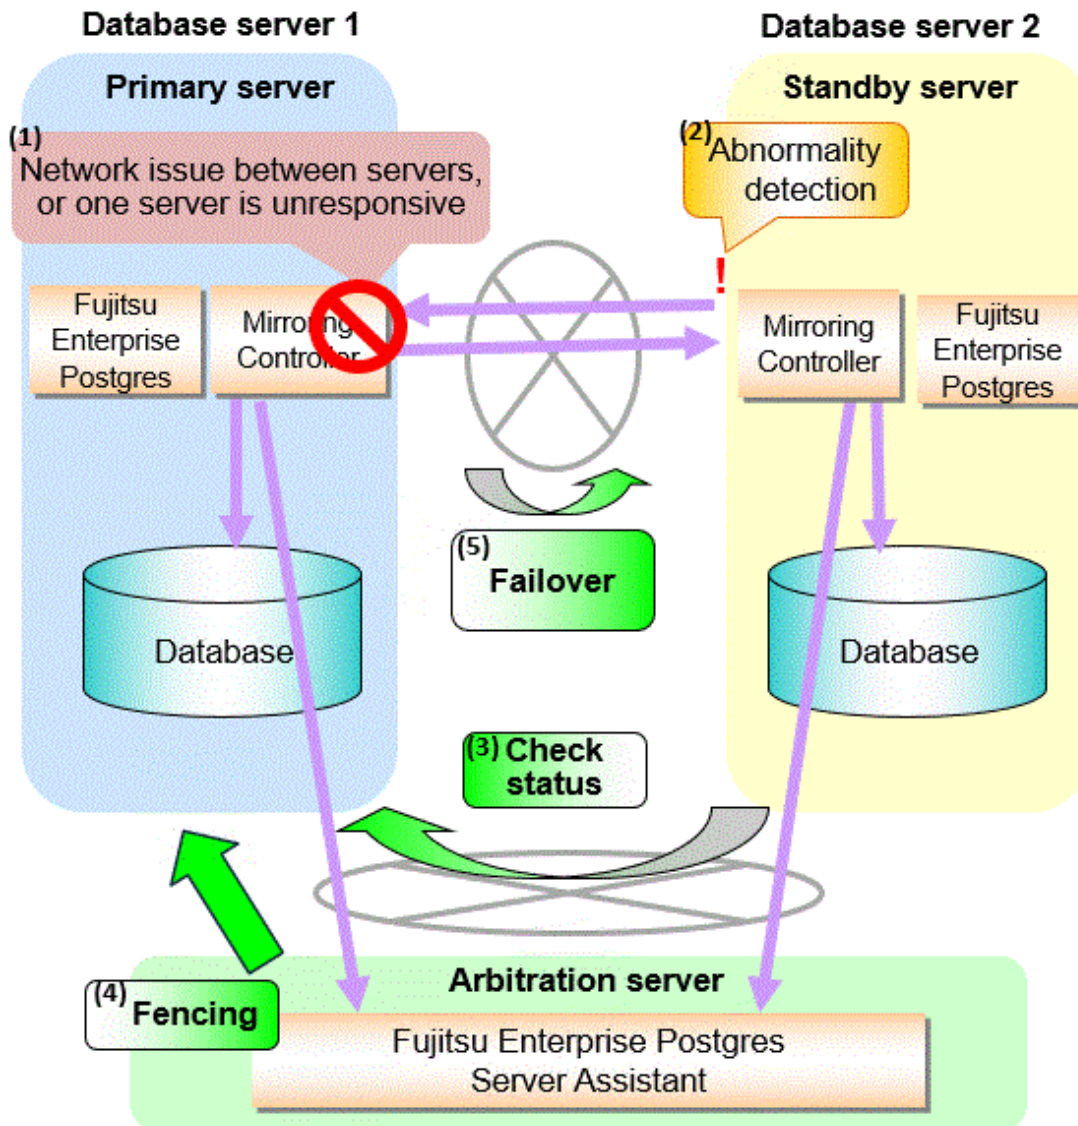 Database server 1
Database server 2
Primary server
Standby server
(1)
Network issue between servers,
or one server is unresponsive
(2) Abnormality
detection
!
Fujitsu
Enterprise
Postgres
Mirroring
Controller
Mirroring
Controller
Fujitsu
Enterprise
Postgres
(5)
Failover
Database
Database
(3) Check
status
(4) Fencing
Arbitration server
Fujitsu Enterprise Postgres
Server Assistant